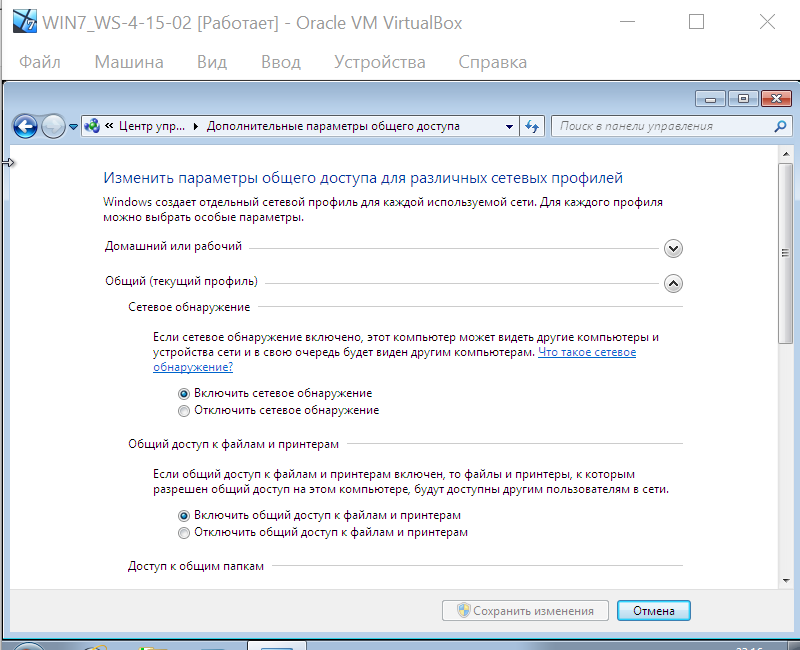 WIN7_WS-4-15-02 [Работает] - Oracle VM VirtualBox
Файл Машина Вид Ввод Устройства Справка
« Центр упр... Дополнительные параметры общего доступа Поиск в панели управления
Изменить параметры общего доступа для различных сетевых профилей
Windows создает отдельный сетевой профиль для каждой используемой сети. Для каждого профиля
можно выбрать особые параметры.
Домашний или рабочий
Общий (текущий профиль)
Сетевое обнаружение
Если сетевое обнаружение включено, этот компьютер может видеть другие компьютеры и
устройства сети и в свою очередь будет виден другим компьютерам. Что такое сетевое
обнаружение?
Включить сетевое обнаружение
Отключить сетевое обнаружение
Общий доступ к файлам и принтерам
Если общий доступ к файлам и принтерам включен, то файлы и принтеры, к которым
разрешен общий доступ на этом компьютере, будут доступны другим пользователям в сети.
Включить общий доступ к файлам и принтерам
Отключить общий доступ к файлам и принтерам
Доступ к общим папкам
Сохранить изменения Отмена